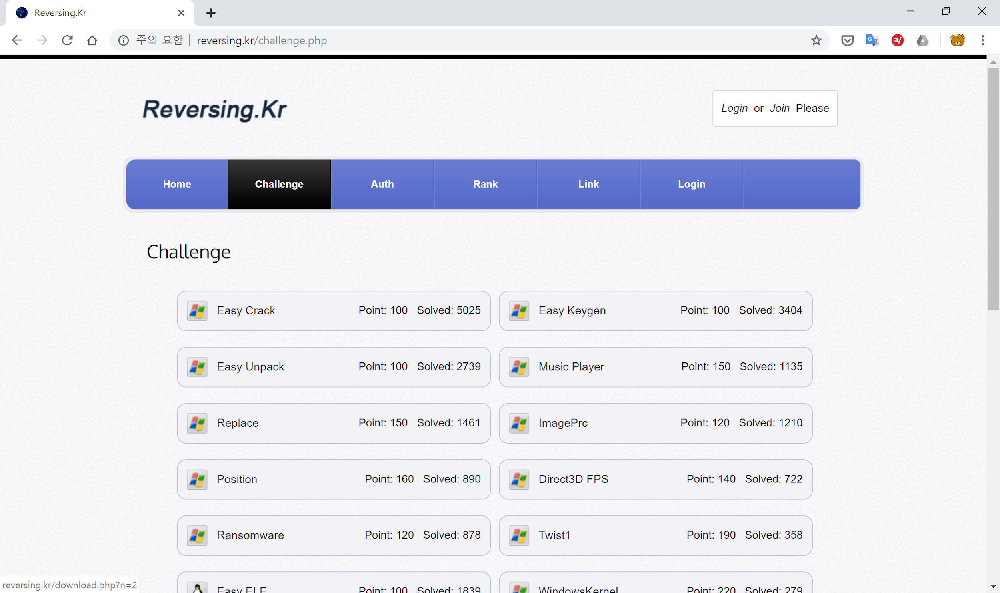 Reversing.Kr
주의 요함 reversing.kr/challenge.php
Reversing.Kr
Login or Join Please
Home Challenge Auth Rank Link Login
Challenge
Easy Crack Point: 100 Solved: 5025
Easy Keygen Point: 100 Solved: 3404
Easy Unpack Point: 100 Solved: 2739
Music Player Point: 150 Solved: 1135
Replace Point: 150 Solved: 1461
ImagePrc Point: 120 Solved: 1210
Position Point: 160 Solved: 890
Direct3D FPS Point: 140 Solved: 722
Ransomware Point: 120 Solved: 878
Twist1 Point: 190 Solved: 358
Easy ELF Point: 100 Solved: 1839
WindowsKernel Point: 220 Solved: 279
reversing.kr/download.php?n=2